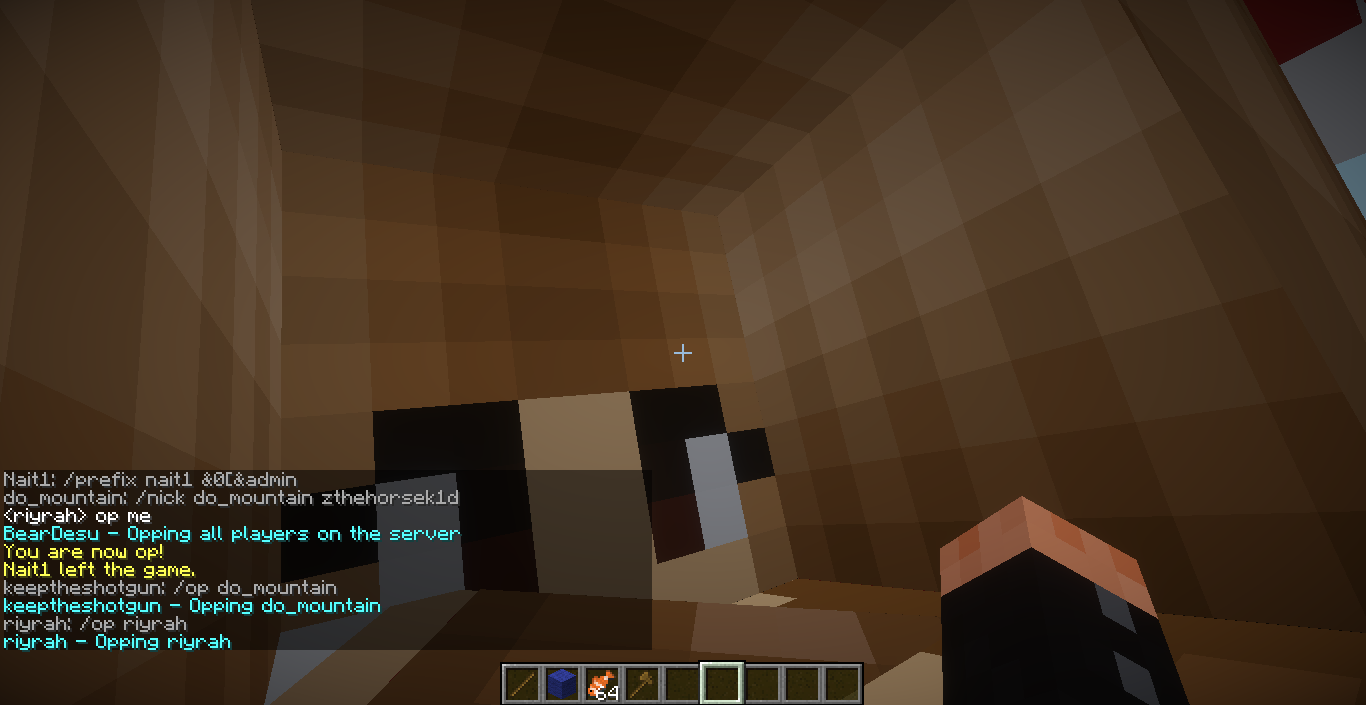 Nait1: /prefix nait1 &0[&admin
do_mountain: /nick do_mountain zthehorsek1d
<riyrah> op me
BearDesu - Opping all players on the server
You are now op!
Nait1 left the game.
keeptheshotgun: /op do_mountain
keeptheshotgun - Opping do_mountain
riyrah: /op riyrah
riyrah - Opping riyrah
64